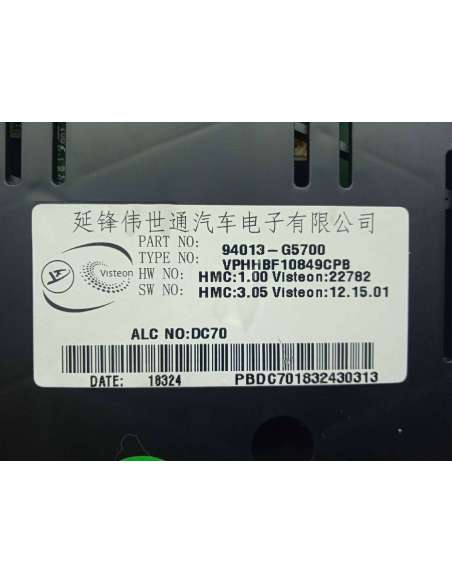 延锋伟世通汽车电子有限公司
PART NO: 94013-G5700
TYPE NO: VPHHBF10849CPB
Visteon
HW NO: HMC:1.00 Visteon:22782
SW NO: HMC:3.05 Visteon:12.15.01
ALC NO:DC70
DATE: 18324 PBDC701832430313